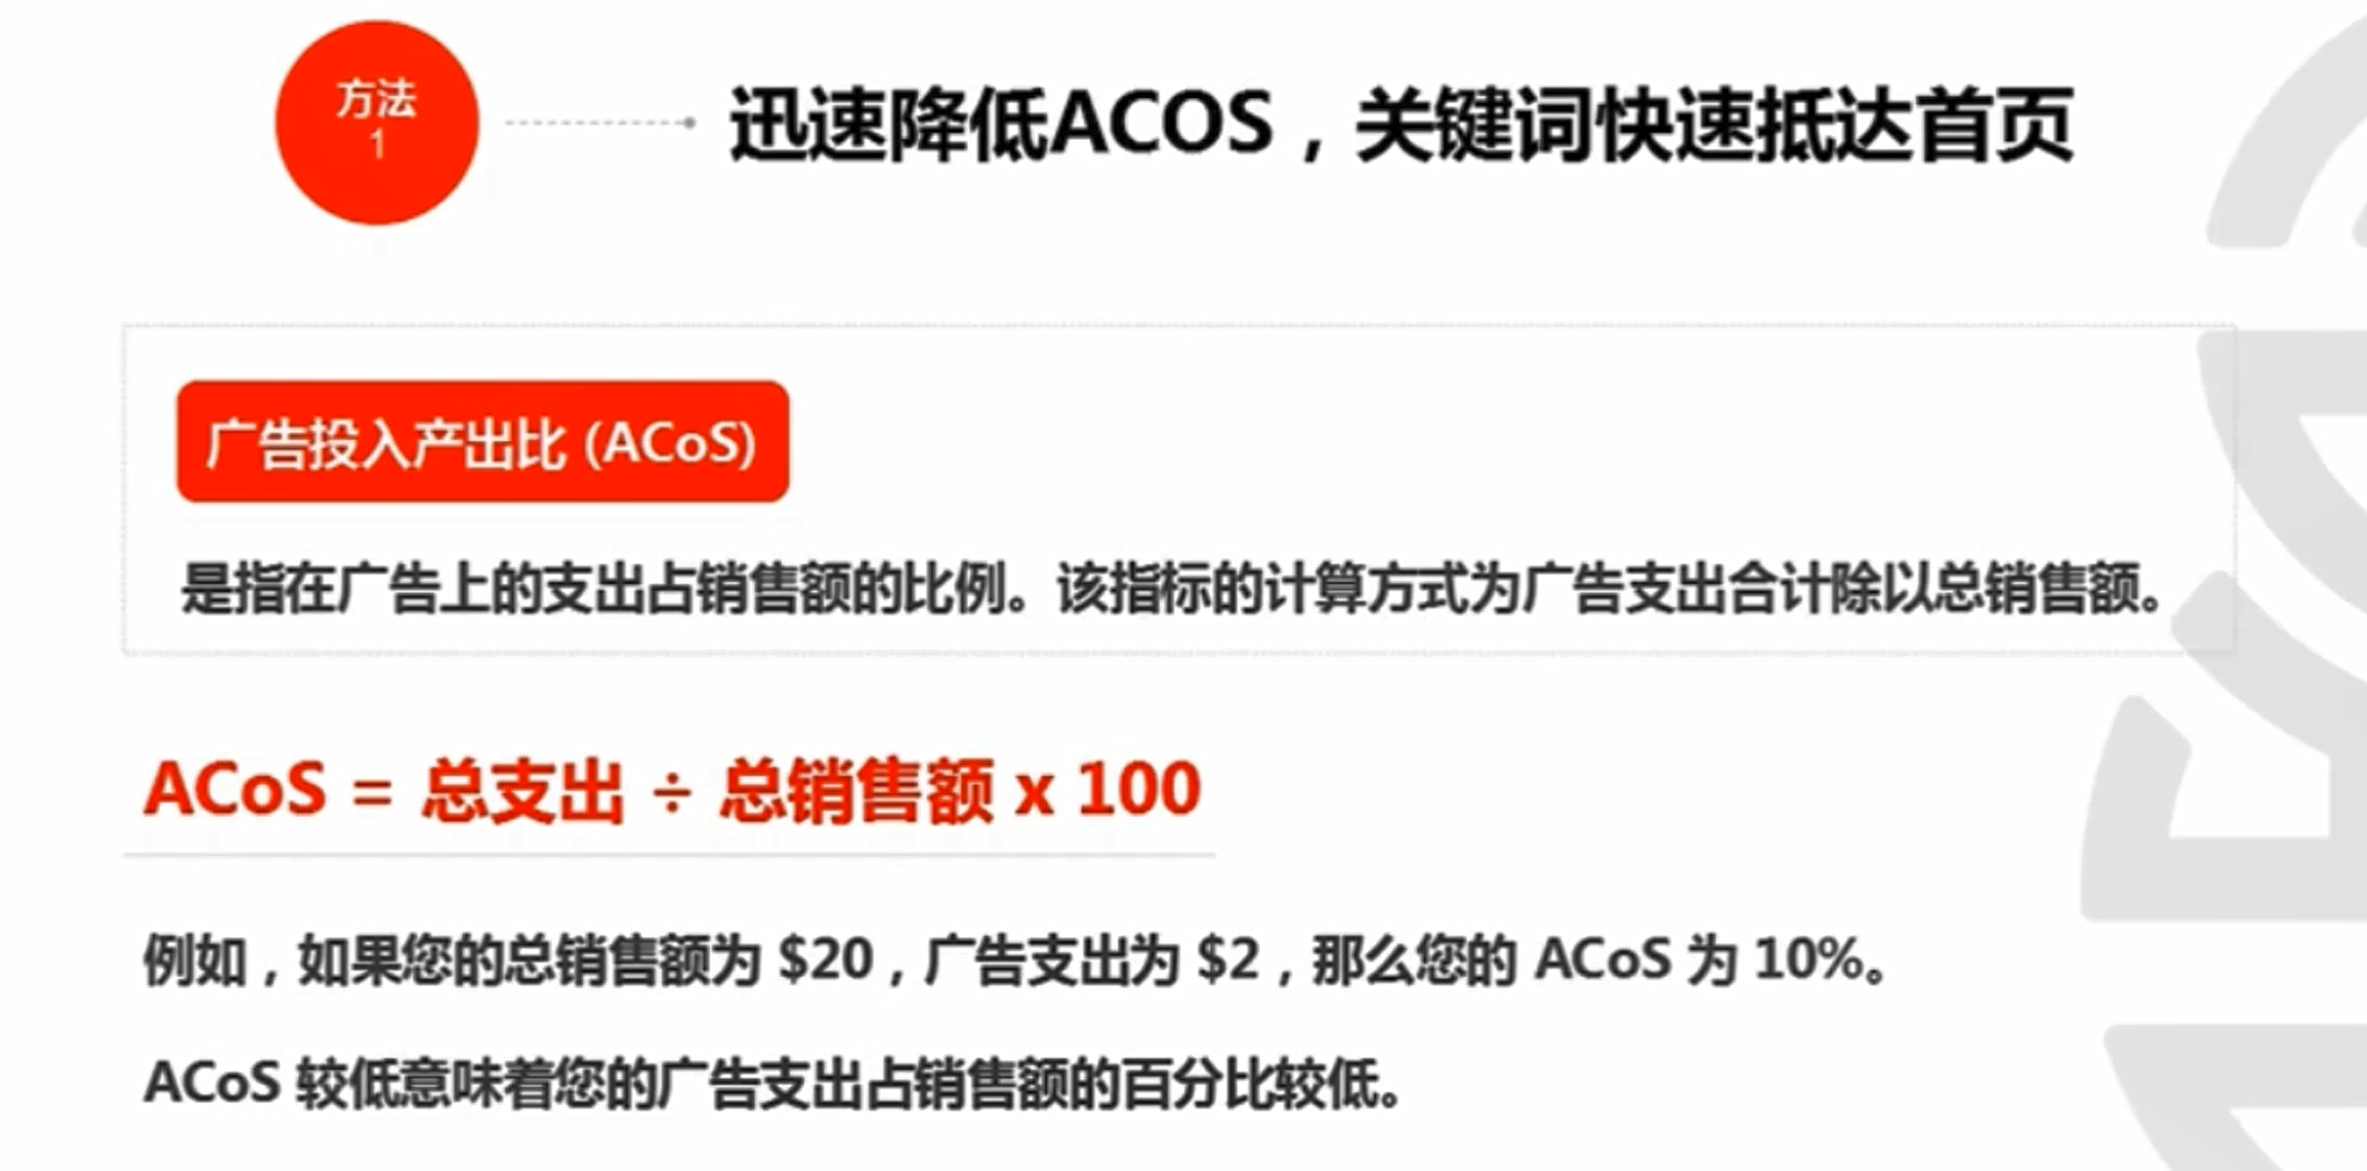 方法
1
迅速降低ACOS，关键词快速抵达首页
广告投入产出比 (ACoS)
是指在广告上的支出占销售额的比例。该指标的计算方式为广告支出合计除以总销售额。
ACoS = 总支出 ÷ 总销售额 x 100
例如，如果您的总销售额为 $20，广告支出为 $2，那么您的 ACoS 为 10%。
ACoS 较低意味着您的广告支出占销售额的百分比较低。